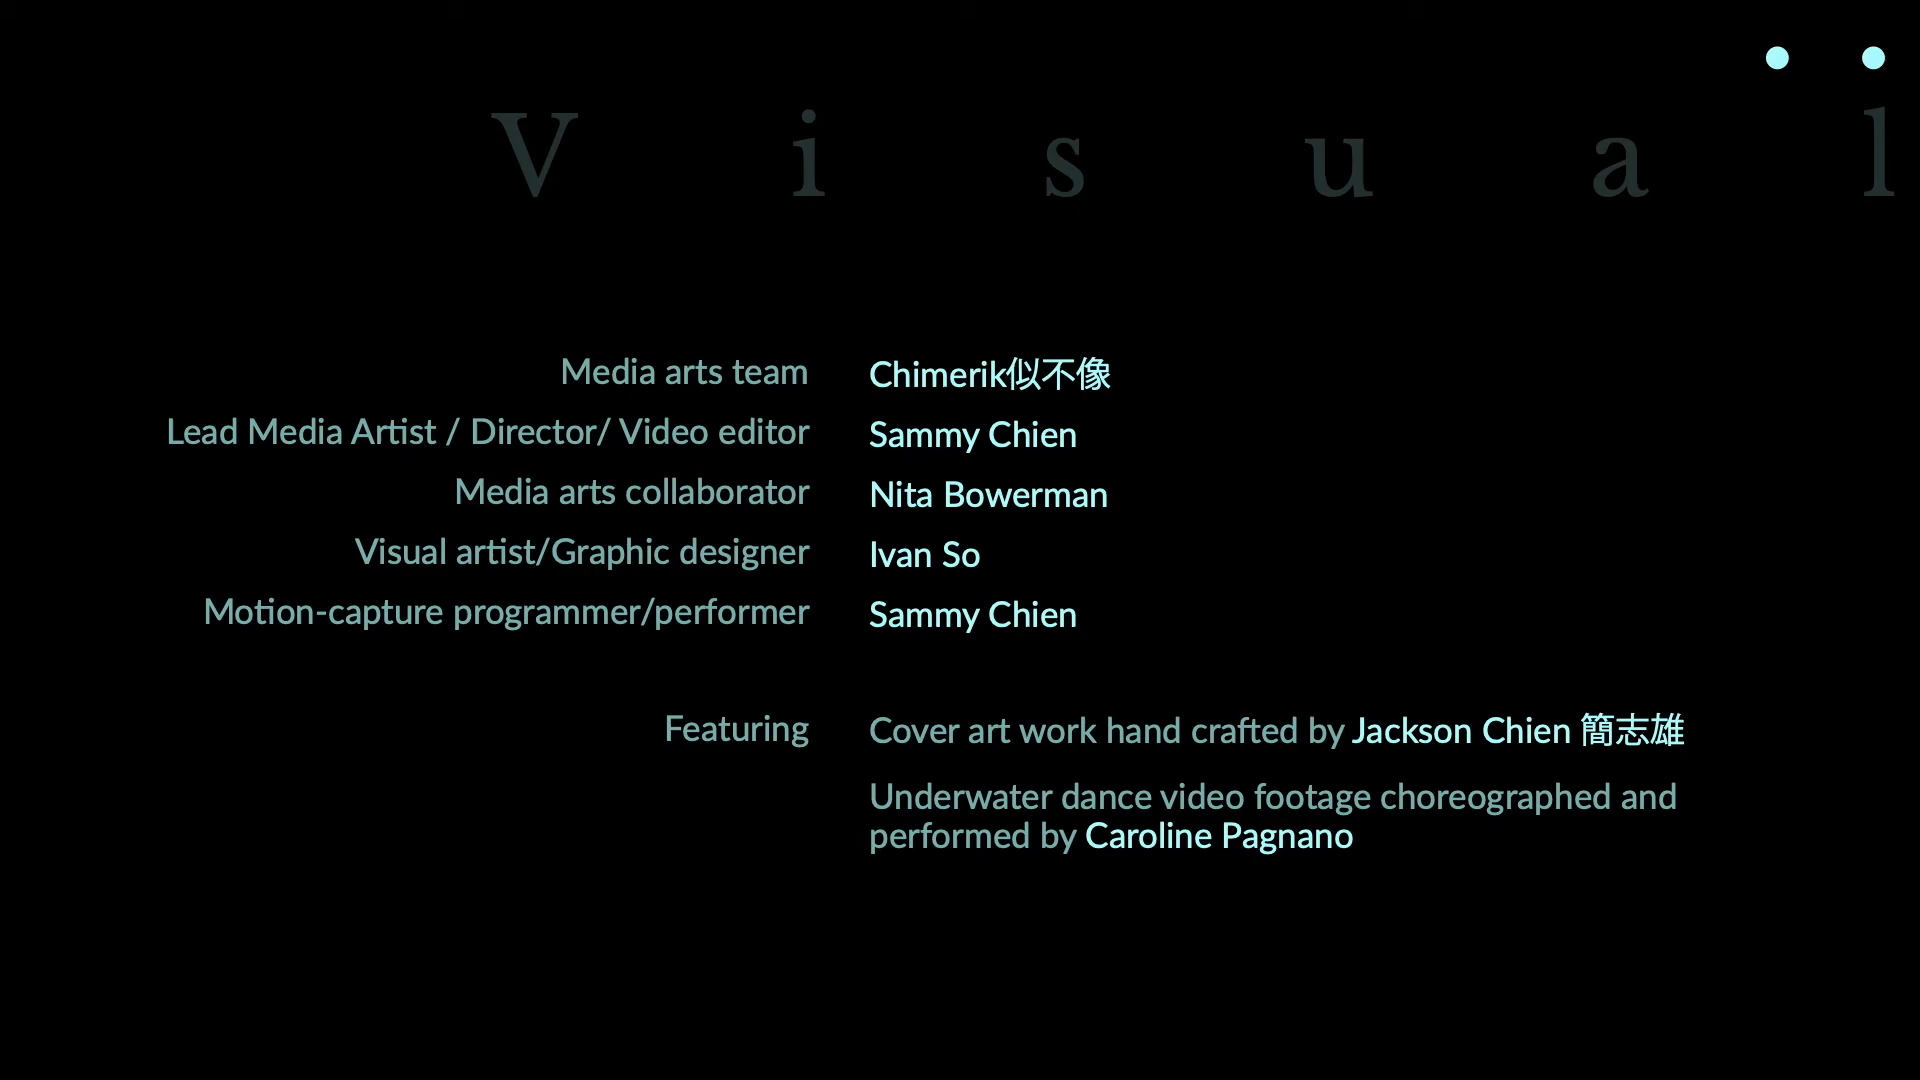 V i s u a l
Media arts team Chimerik似不像
Lead Media Artist / Director/ Video editor Sammy Chien
Media arts collaborator Nita Bowerman
Visual artist/Graphic designer Ivan So
Motion-capture programmer/performer Sammy Chien
Featuring Cover art work hand crafted by Jackson Chien 簡志雄
Underwater dance video footage choreographed and
performed by Caroline Pagnano